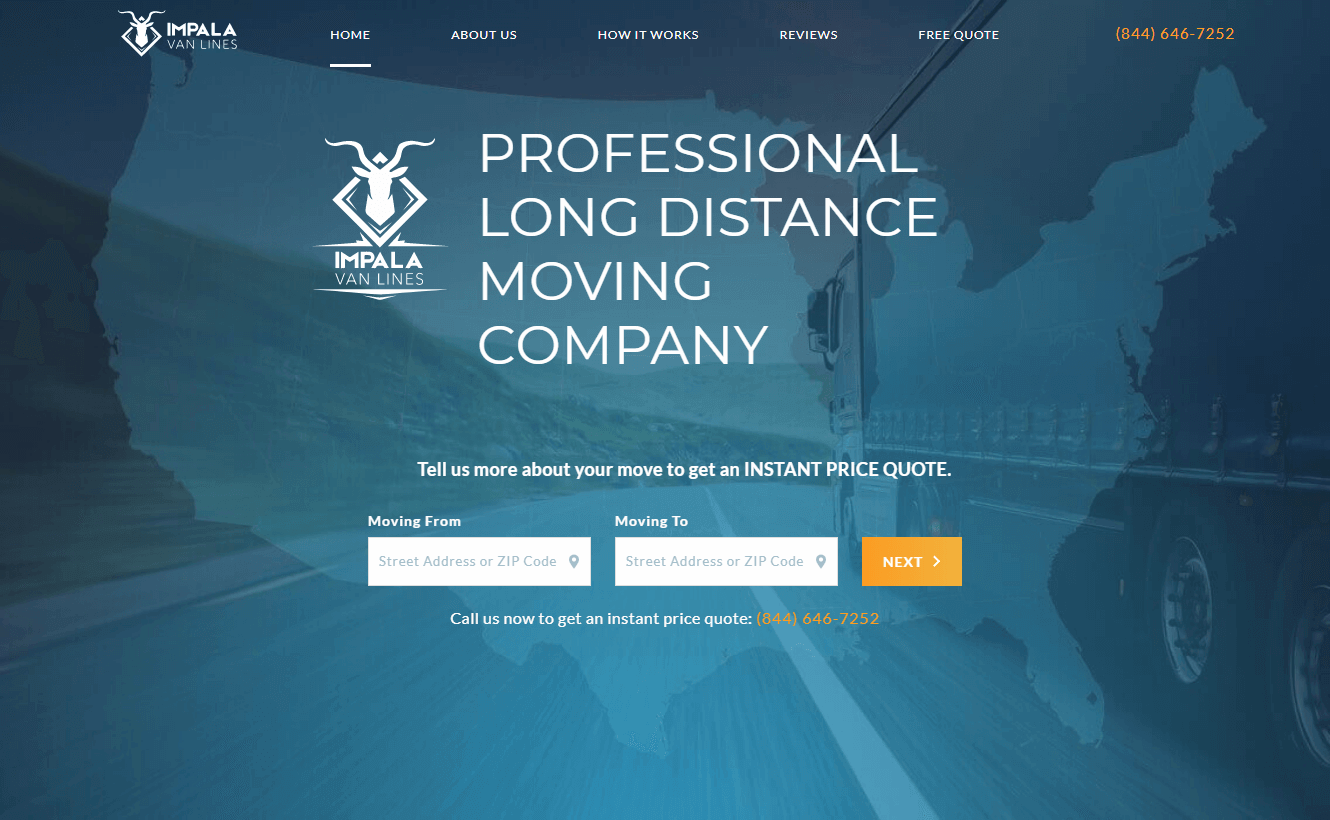 IMPALA
VAN LINES
HOME
ABOUT US
HOW IT WORKS
REVIEWS
FREE QUOTE
(844) 646-7252
IMPALA
VAN LINES
PROFESSIONAL
LONG DISTANCE
MOVING
COMPANY
Tell us more about your move to get an INSTANT PRICE QUOTE.
Moving From
Moving To
Street Address or ZIP Code
Street Address or ZIP Code
NEXT
Call us now to get an instant price quote: (844) 646-7252